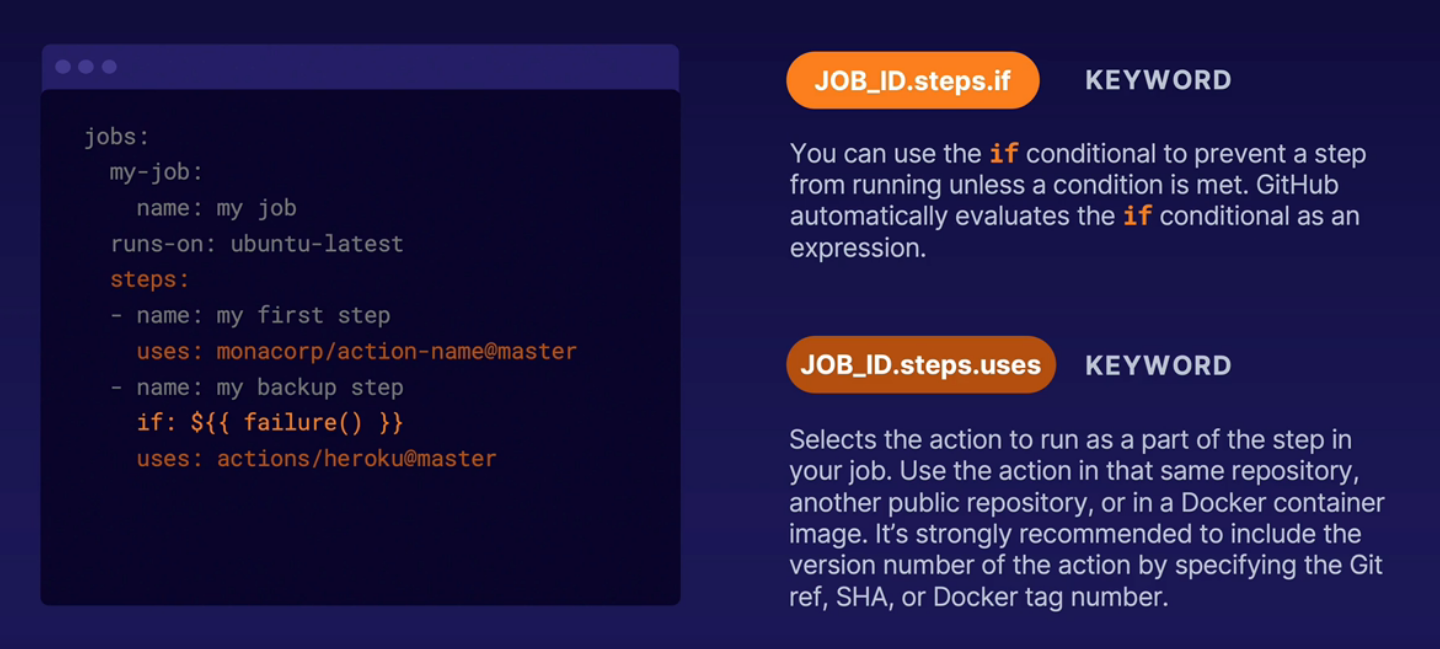 jobs:
my-job:
name: my job
runs-on: ubuntu-latest
steps:
- name: my first step
uses: monacorp/action-name@master
- name: my backup step
if: ${{ failure() }}
uses: actions/heroku@master
JOB_ID.steps.if KEYWORD
You can use the if conditional to prevent a step
from running unless a condition is met. GitHub
automatically evaluates the if conditional as an
expression.
JOB_ID.steps.uses KEYWORD
Selects the action to run as a part of the step in
your job. Use the action in that same repository,
another public repository, or in a Docker container
image. It’s strongly recommended to include the
version number of the action by specifying the Git
ref, SHA, or Docker tag number.